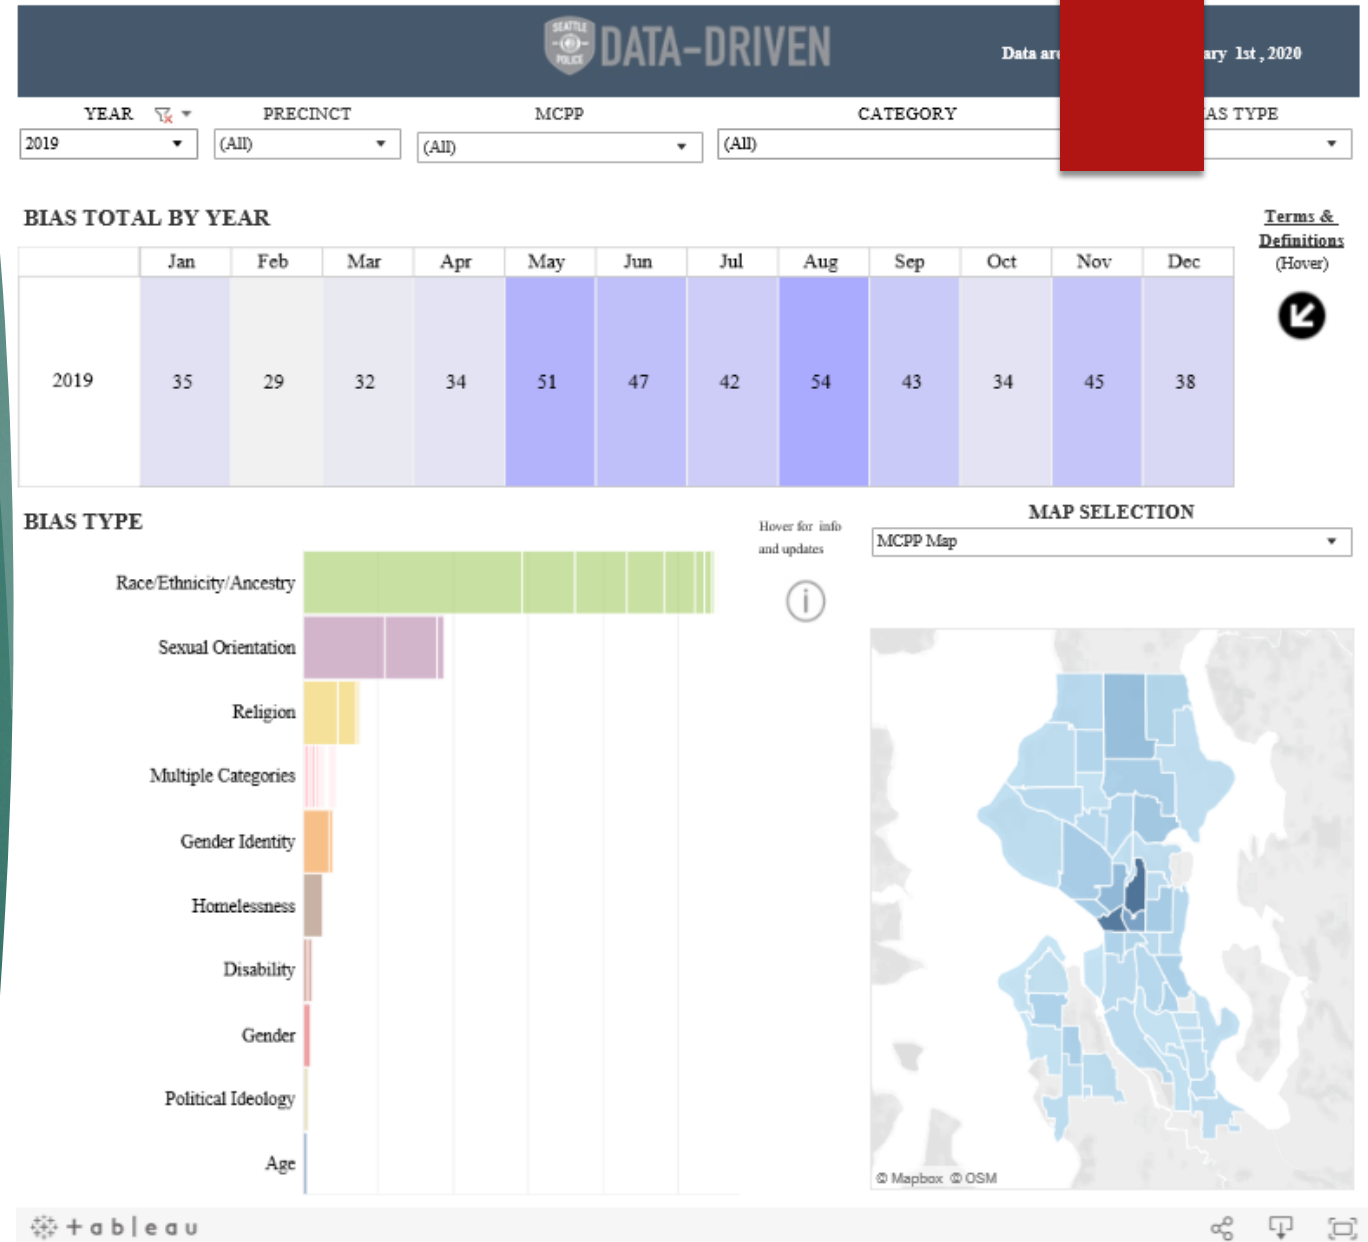 SEATTLE
POLICE
DATA-DRIVEN
Data are ary 1st , 2020
YEAR PRECINCT MCPP CATEGORY AS TYPE
2019 (All) (All) (All)
BIAS TOTAL BY YEAR
Terms &
Definitions
(Hover)
Jan Feb Mar Apr May Jun Jul Aug Sep Oct Nov Dec
2019 35 29 32 34 51 47 42 54 43 34 45 38
BIAS TYPE
Hover for info
and updates
MAP SELECTION
MCPP Map
Race/Ethnicity/Ancestry
Sexual Orientation
Religion
Multiple Categories
Gender Identity
Homelessness
Disability
Gender
Political Ideology
Age
© Mapbox © OSM
+ableau